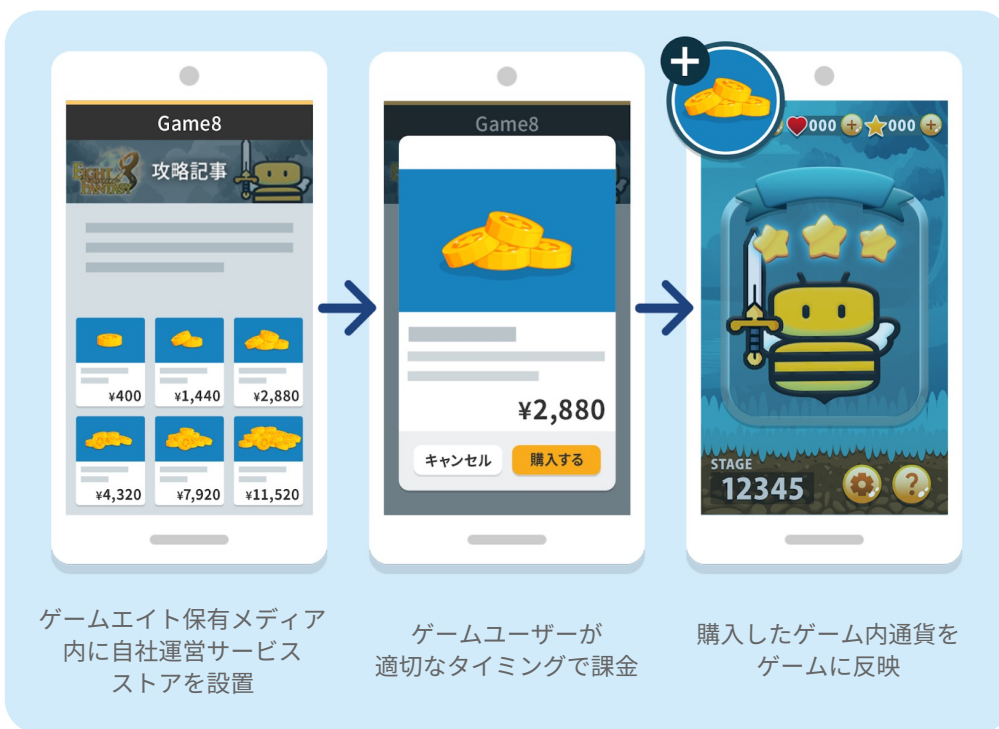 Game8
FIGHT
FANTASY
3
攻略記事
¥400
¥1,440
¥2,880
¥4,320
¥7,920
¥11,520
ゲームエイト保有メディア
内に自社運営サービス
ストアを設置
Game8
¥2,880
キャンセル
購入する
ゲームユーザーが
適切なタイミングで課金
000
000
STAGE
12345
?
購入したゲーム内通貨を
ゲームに反映